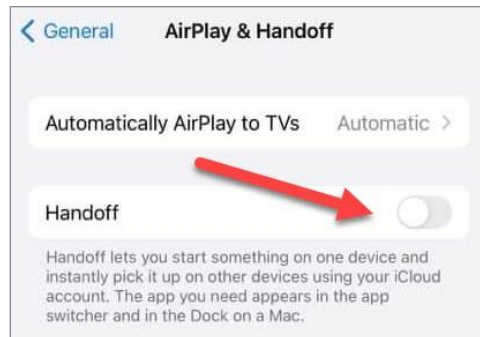 General AirPlay & Handoff
Automatically AirPlay to TVs Automatic
Handoff
Handoff lets you start something on one device and
instantly pick it up on other devices using your iCloud
account. The app you need appears in the app
switcher and in the Dock on a Mac.